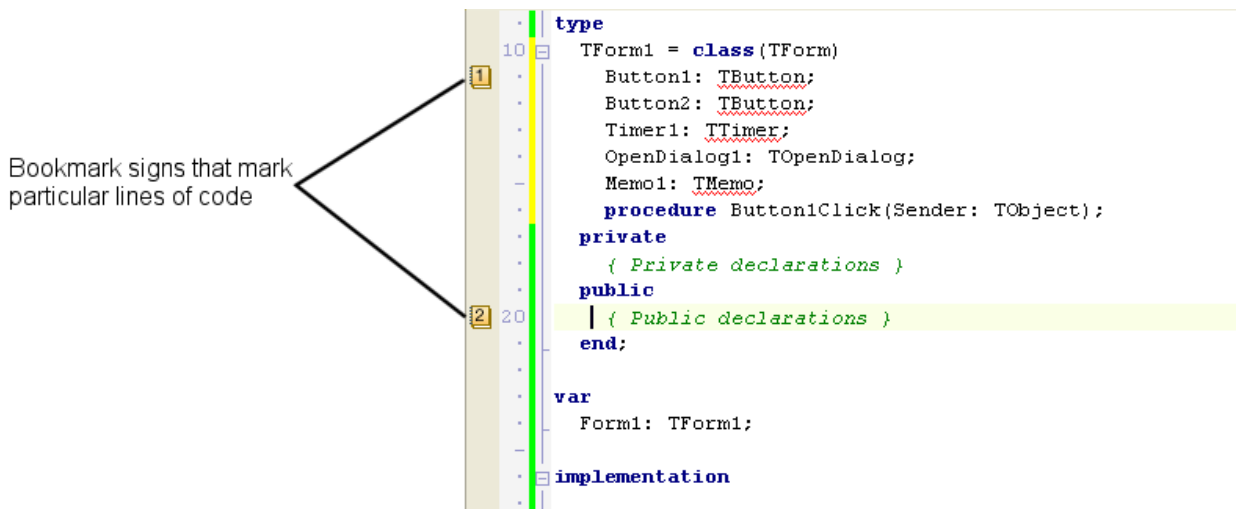 type
10 TForm1 = class(TForm)
1 Button1: TButton;
Button2: TButton;
Timer1: TTimer;
OpenDialog1: TOpenDialog;
Memo1: TMemo;
procedure Button1Click(Sender: TObject);
private
{ Private declarations }
public
2 20 { Public declarations }
end;
var
Form1: TForm1;
implementation
Bookmark signs that mark
particular lines of code